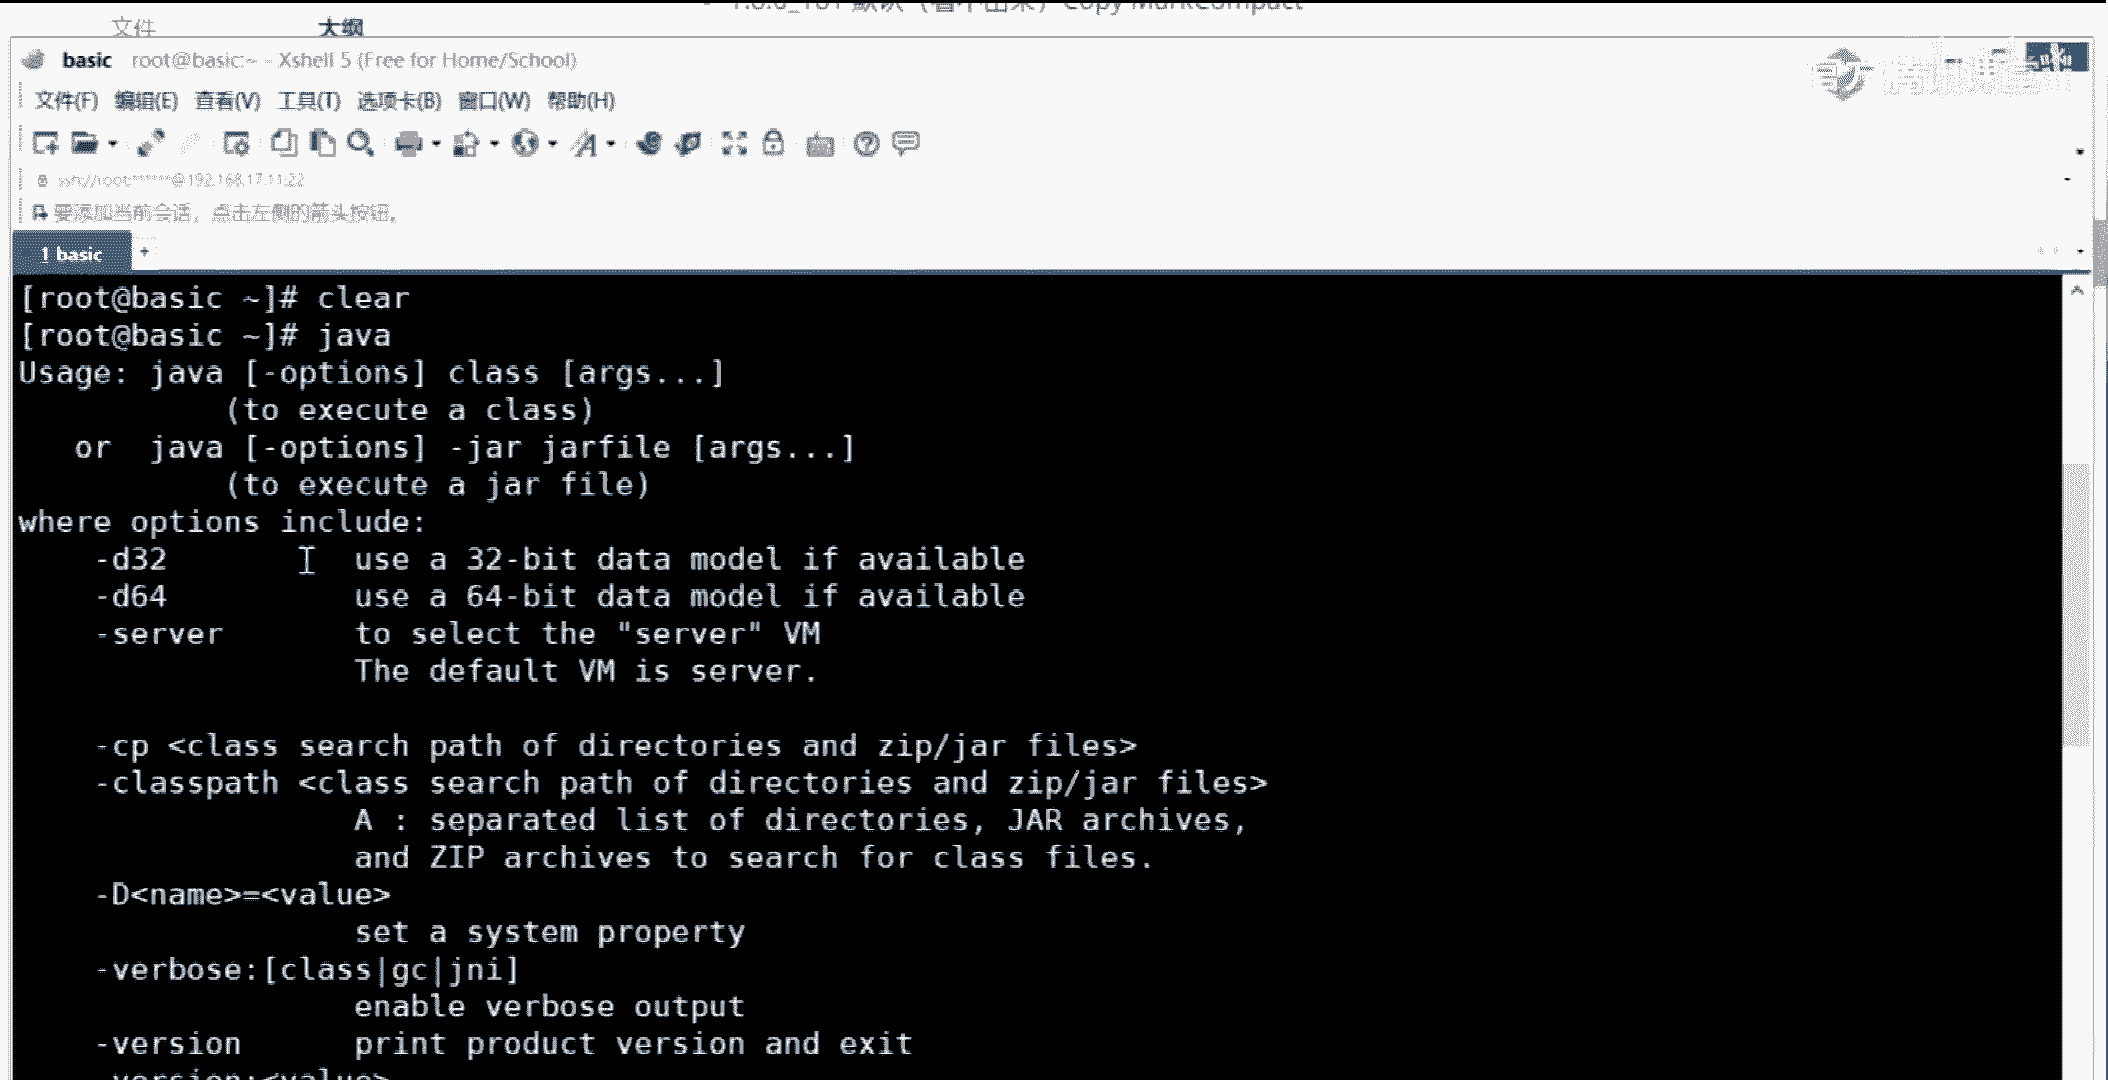 文件 大纲
basic root@basic:~ - Xshell 5 (Free for Home/School)
文件(F) 编辑(E) 查看(V) 工具(T) 选项卡(B) 窗口(W) 帮助(H)
ssh://root:******@192.168.17.11:22
要添加当前会话，点击左侧的箭头按钮。
1 basic +
[root@basic ~]# clear
[root@basic ~]# java
Usage: java [-options] class [args...]
(to execute a class)
or java [-options] -jar jarfile [args...]
(to execute a jar file)
where options include:
-d32 use a 32-bit data model if available
-d64 use a 64-bit data model if available
-server to select the "server" VM
The default VM is server.
-cp <class search path of directories and zip/jar files>
-classpath <class search path of directories and zip/jar files>
A : separated list of directories, JAR archives,
and ZIP archives to search for class files.
-D<name>=<value>
set a system property
-verbose:[class|gc|jni]
enable verbose output
-version print product version and exit
-version:<value>